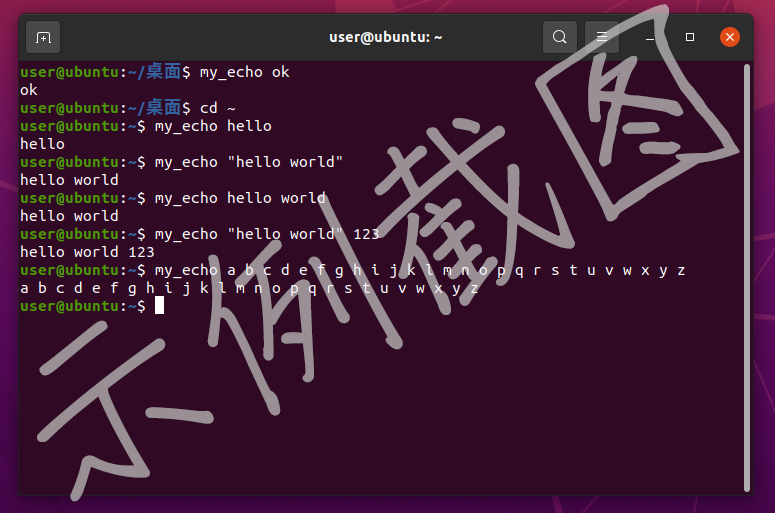 user@ubuntu: ~
user@ubuntu:~/桌面$ my_echo ok
ok
user@ubuntu:~/桌面$ cd ~
user@ubuntu:~$ my_echo hello
hello
user@ubuntu:~$ my_echo "hello world"
hello world
user@ubuntu:~$ my_echo hello world
hello world
user@ubuntu:~$ my_echo "hello world" 123
hello world 123
user@ubuntu:~$ my_echo a b c d e f g h i j k l m n o p q r s t u v w x y z
a b c d e f g h i j k l m n o p q r s t u v w x y z
user@ubuntu:~$
示例截图